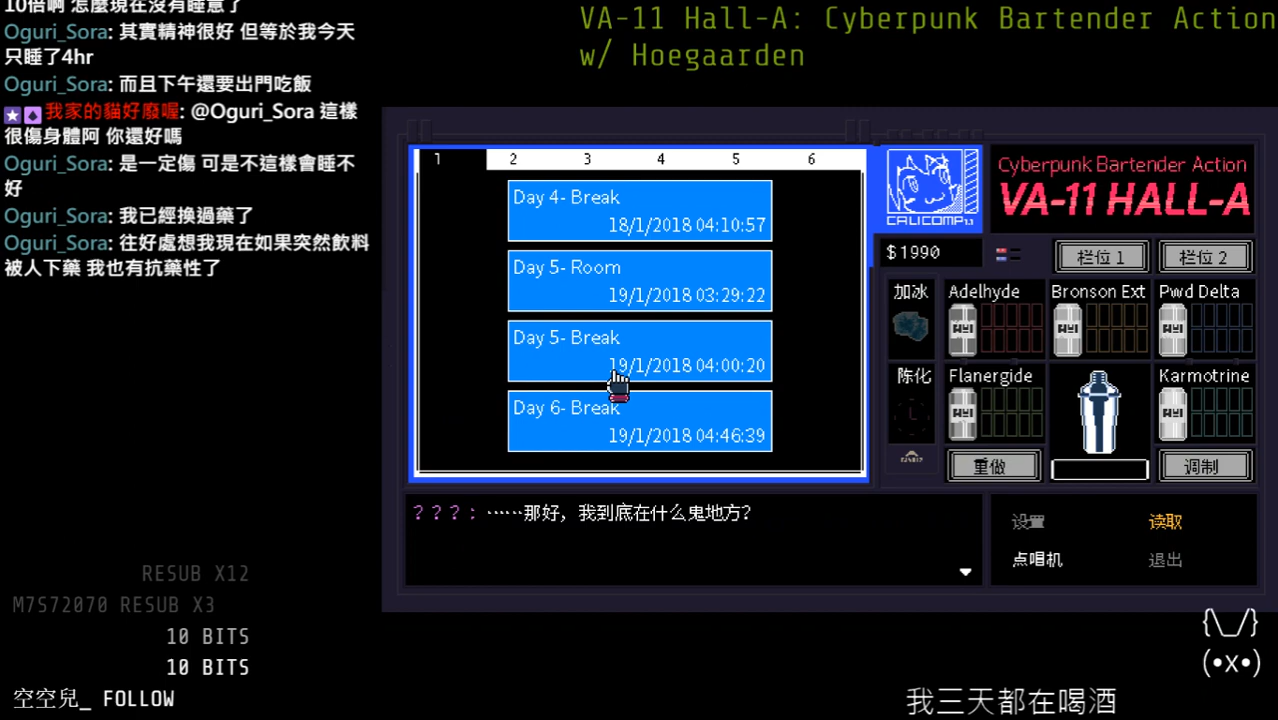 10倍啊 怎麼現在沒有睡意了
Oguri_Sora: 其實精神很好 但等於我今天
只睡了4hr
Oguri_Sora: 而且下午還要出門吃飯
我家的貓好廢喔: @Oguri_Sora 這樣
很傷身體阿 你還好嗎
Oguri_Sora: 是一定傷 可是不這樣會睡不
好
Oguri_Sora: 我已經換過藥了
Oguri_Sora: 往好處想我現在如果突然飲料
被人下藥 我也有抗藥性了
RESUB X12
M7S72070 RESUB X3
10 BITS
10 BITS
空空兒_ FOLLOW
VA-11 Hall-A: Cyberpunk Bartender Action
w/ Hoegaarden
1 2 3 4 5 6
Day 4- Break
18/1/2018 04:10:57
Day 5- Room
19/1/2018 03:29:22
Day 5- Break
19/1/2018 04:00:20
Day 6- Break
19/1/2018 04:46:39
CALICOMP
Cyberpunk Bartender Action
VA-11 HALL-A
$1990
栏位 1
栏位 2
加冰
Adelhyde
Bronson Ext
Pwd Delta
陈化
Flanergide
Karmotrine
重做
调制
？？？：……那好，我到底在什么鬼地方？
设置
读取
点唱机
退出
{\_/}
(•x•)
我三天都在喝酒